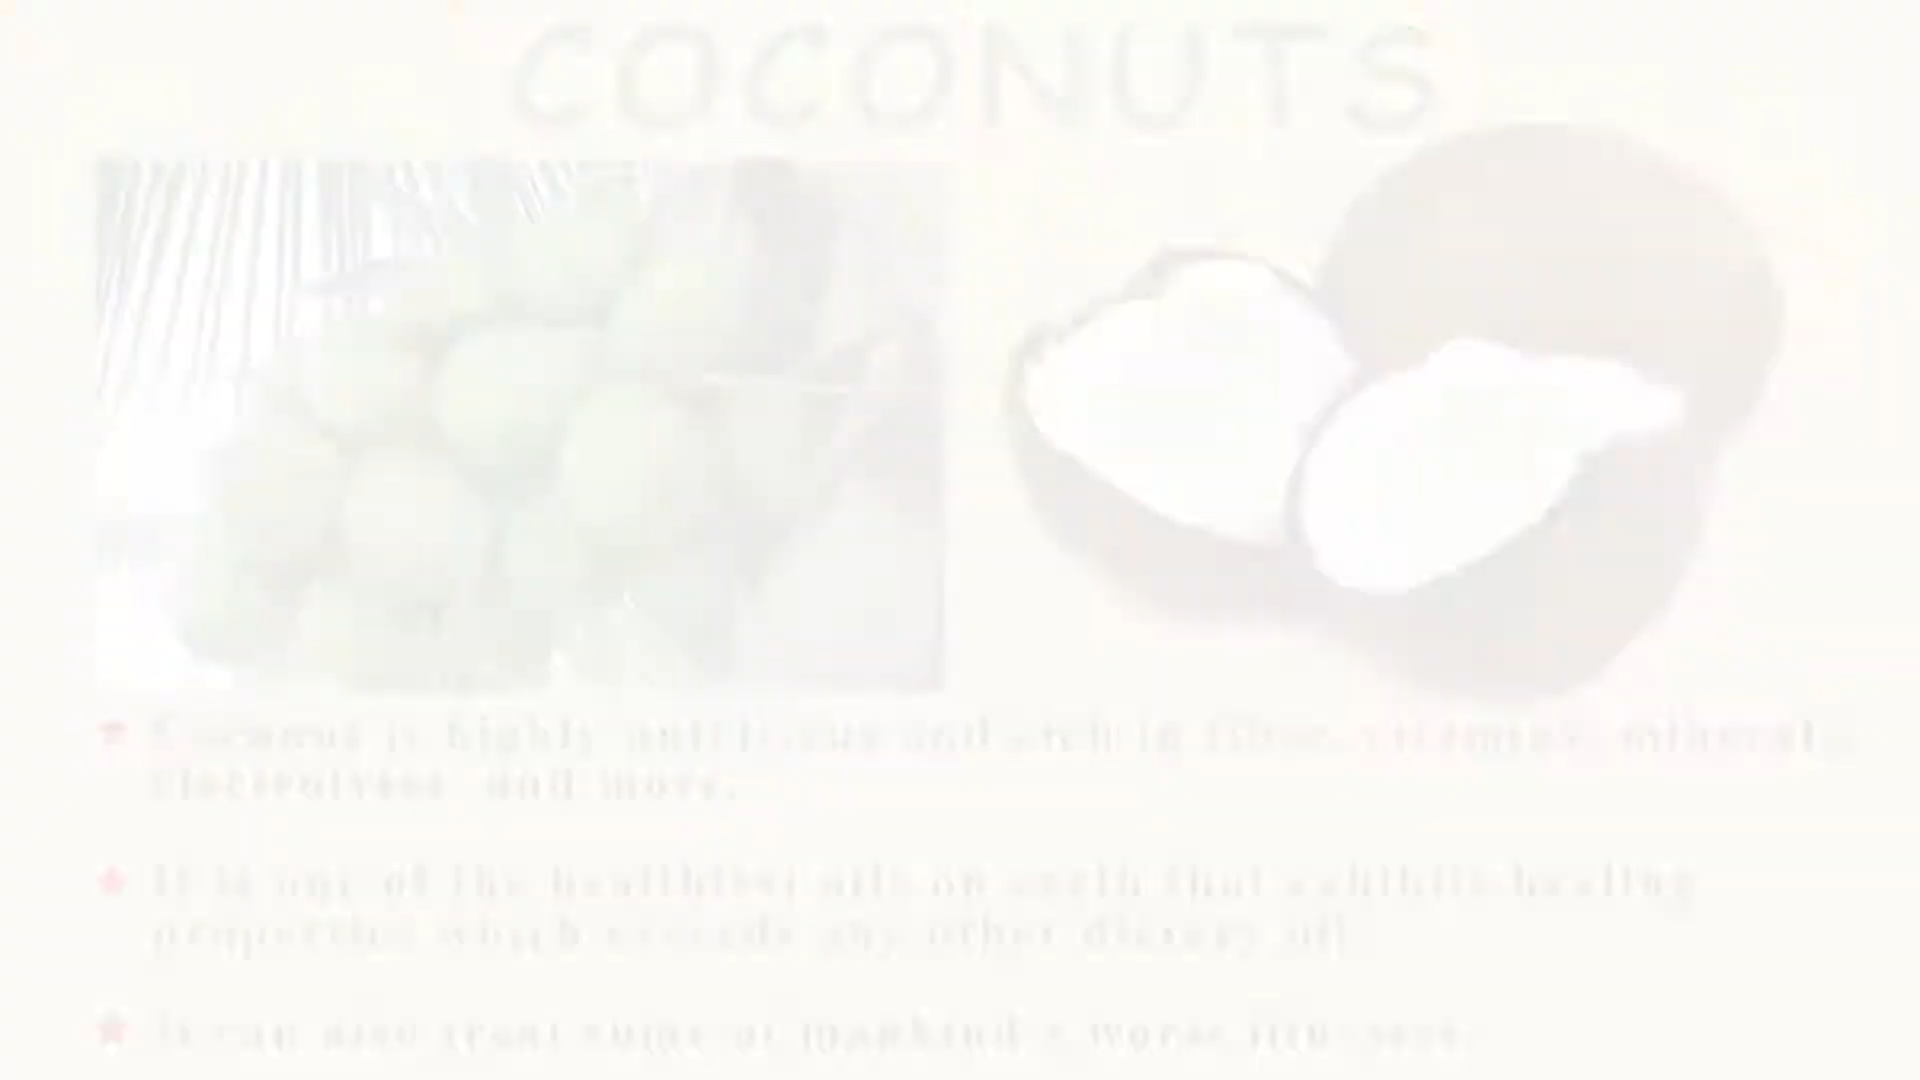 COCONUTS
Coconut is highly nutritious and rich in fiber, vitamins, mineral,
electrolytes, and more.
It is one of the healthiest oils on earth that exhibits healing
properties which exceeds any other dietary oil
It can also treat some of mankind's worst